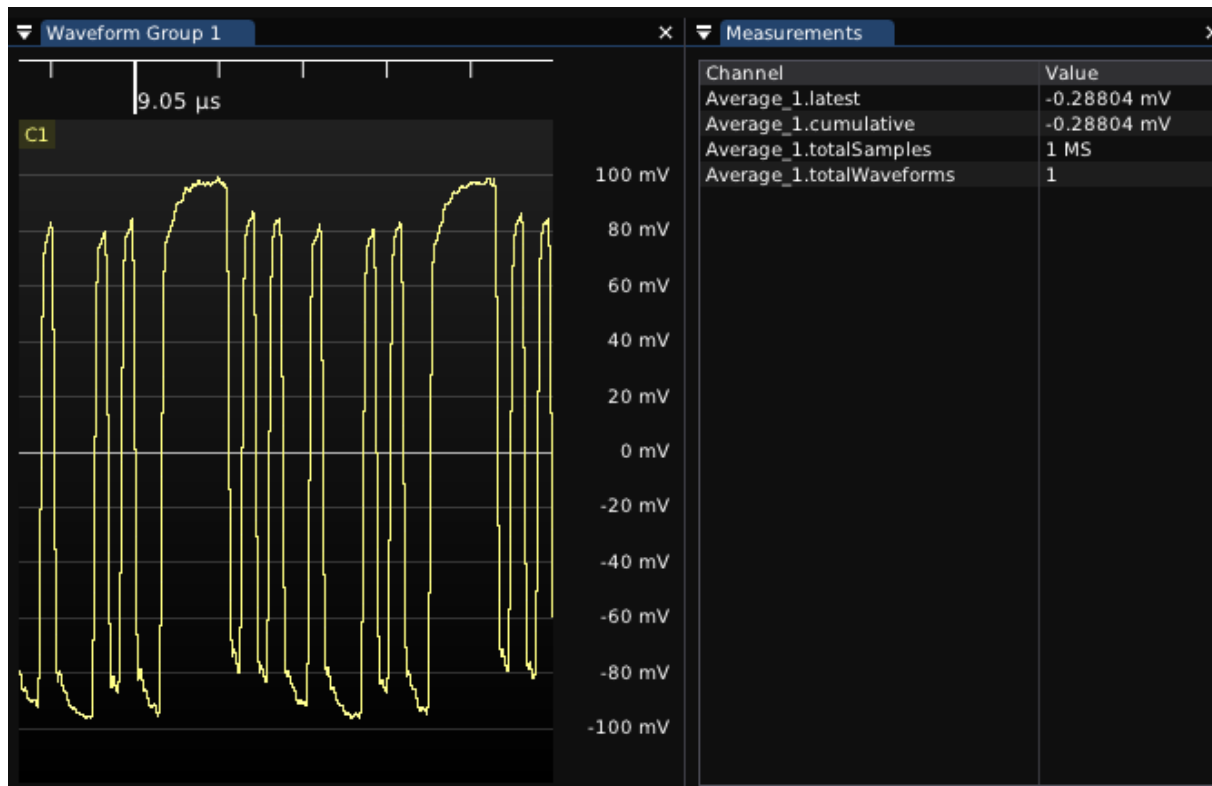 Waveform Group 1
9.05 µs
C1
100 mV
80 mV
60 mV
40 mV
20 mV
0 mV
-20 mV
-40 mV
-60 mV
-80 mV
-100 mV
Measurements
Channel Value
Average_1.latest -0.28804 mV
Average_1.cumulative -0.28804 mV
Average_1.totalSamples 1 MS
Average_1.totalWaveforms 1